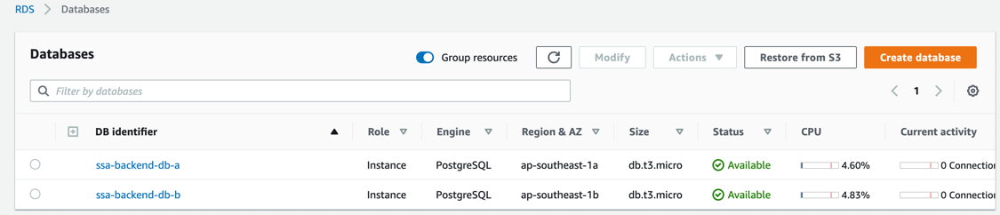 RDS > Databases
Databases Group resources Modify Actions Restore from S3 Create database
Filter by databases 1
DB identifier Role Engine Region & AZ Size Status CPU Current activity
ssa-backend-db-a Instance PostgreSQL ap-southeast-1a db.t3.micro Available 4.60% 0 Connection
ssa-backend-db-b Instance PostgreSQL ap-southeast-1b db.t3.micro Available 4.83% 0 Connection